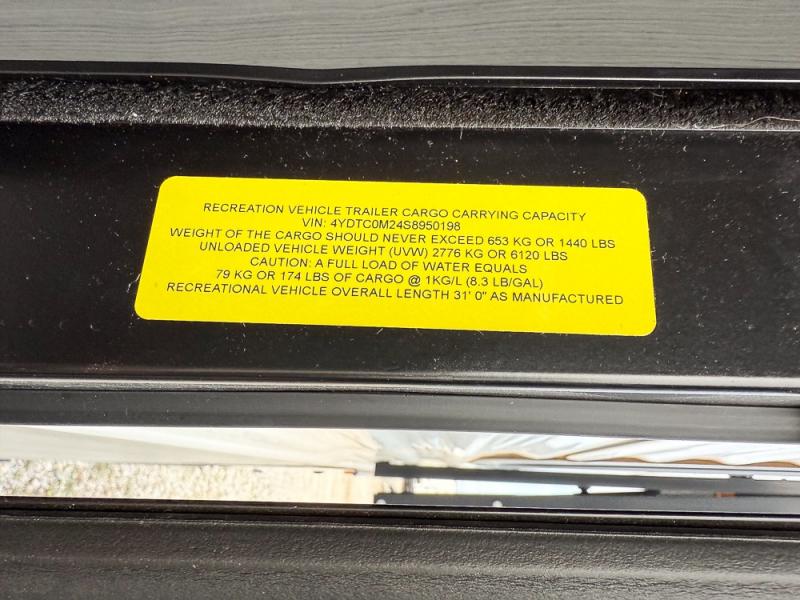 RECREATION VEHICLE TRAILER CARGO CARRYING CAPACITY
VIN: 4YDTC0M24S8950198
WEIGHT OF THE CARGO SHOULD NEVER EXCEED 653 KG OR 1440 LBS
UNLOADED VEHICLE WEIGHT (UVW) 2776 KG OR 6120 LBS
CAUTION: A FULL LOAD OF WATER EQUALS
79 KG OR 174 LBS OF CARGO @ 1KG/L (8.3 LB/GAL)
RECREATIONAL VEHICLE OVERALL LENGTH 31' 0" AS MANUFACTURED